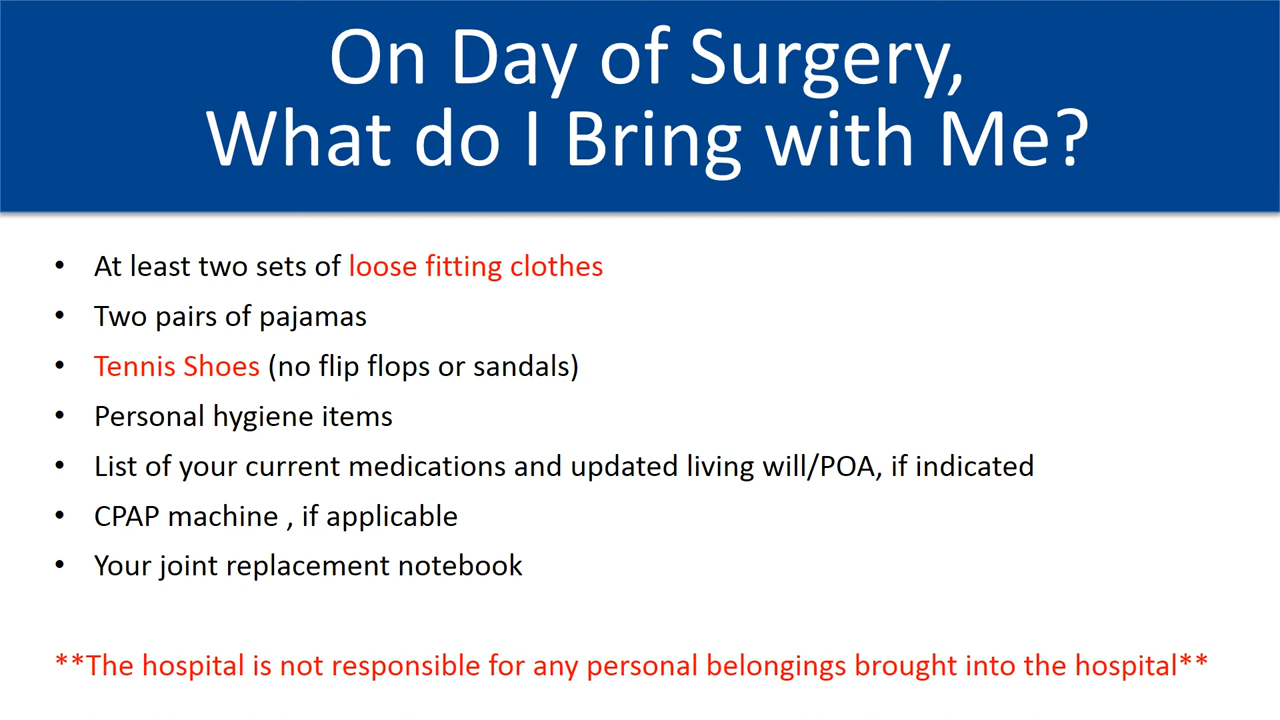 On Day of Surgery,
What do I Bring with Me?
• At least two sets of loose fitting clothes
• Two pairs of pajamas
• Tennis Shoes (no flip flops or sandals)
• Personal hygiene items
• List of your current medications and updated living will/POA, if indicated
• CPAP machine , if applicable
• Your joint replacement notebook
**The hospital is not responsible for any personal belongings brought into the hospital**